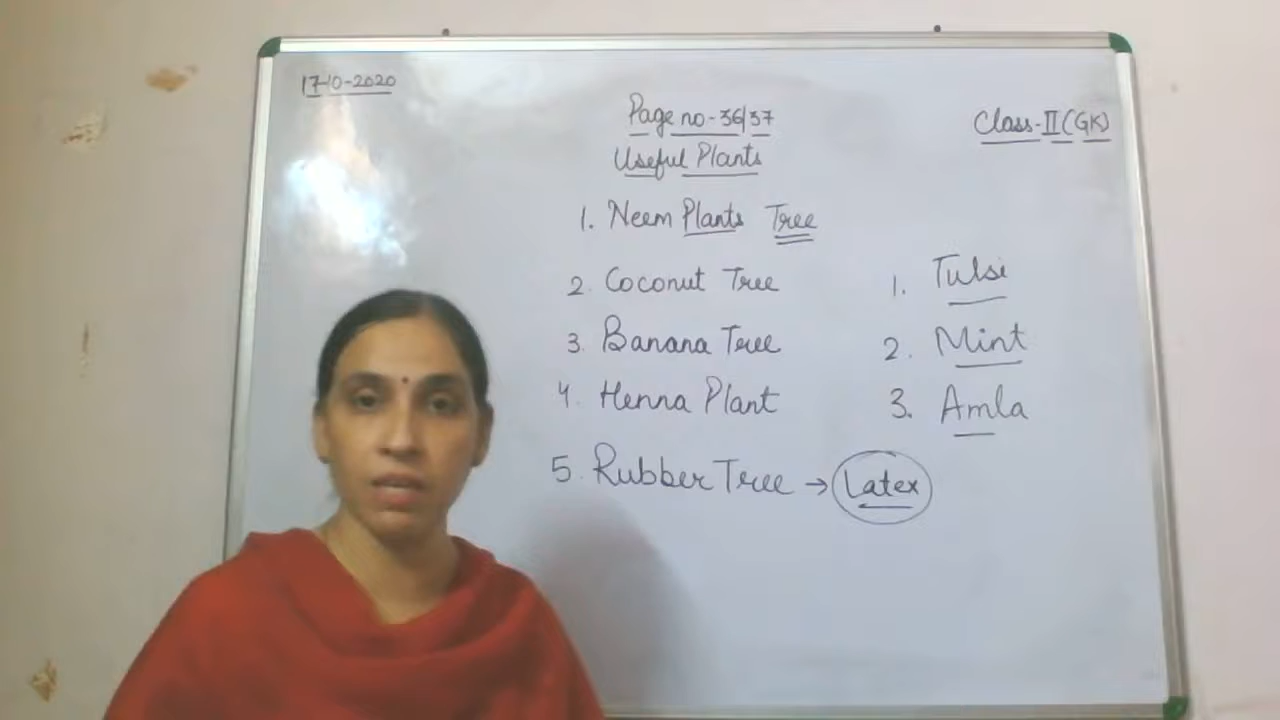 17-10-2020
Page no-36/37
Class-II(GK)
Useful Plants
1. Neem Plants Tree
2. Coconut Tree
3. Banana Tree
4. Henna Plant
5. Rubber Tree → Latex
1. Tulsi
2. Mint
3. Amla